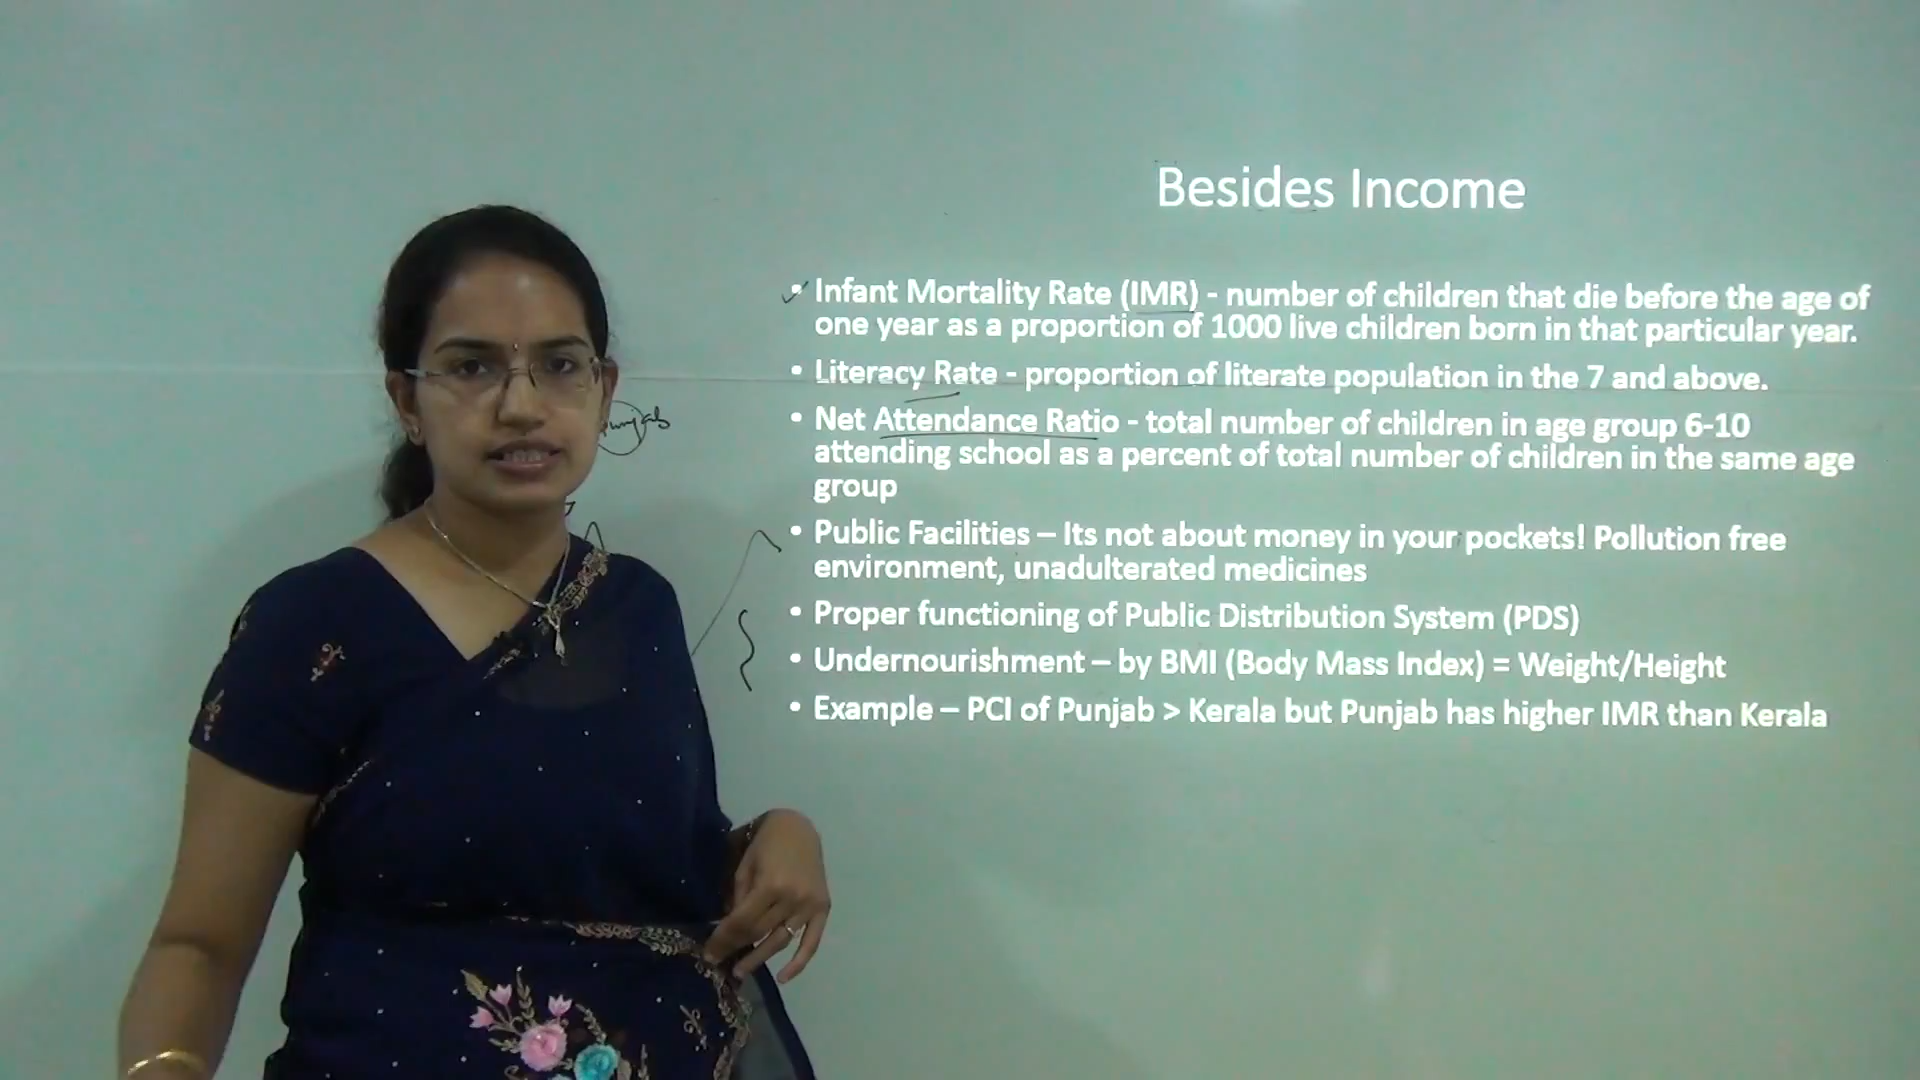 Besides Income
• Infant Mortality Rate (IMR) - number of children that die before the age of
one year as a proportion of 1000 live children born in that particular year.
• Literacy Rate - proportion of literate population in the 7 and above.
• Net Attendance Ratio - total number of children in age group 6-10
attending school as a percent of total number of children in the same age
group
• Public Facilities – Its not about money in your pockets! Pollution free
environment, unadulterated medicines
• Proper functioning of Public Distribution System (PDS)
• Undernourishment – by BMI (Body Mass Index) = Weight/Height
• Example – PCI of Punjab > Kerala but Punjab has higher IMR than Kerala